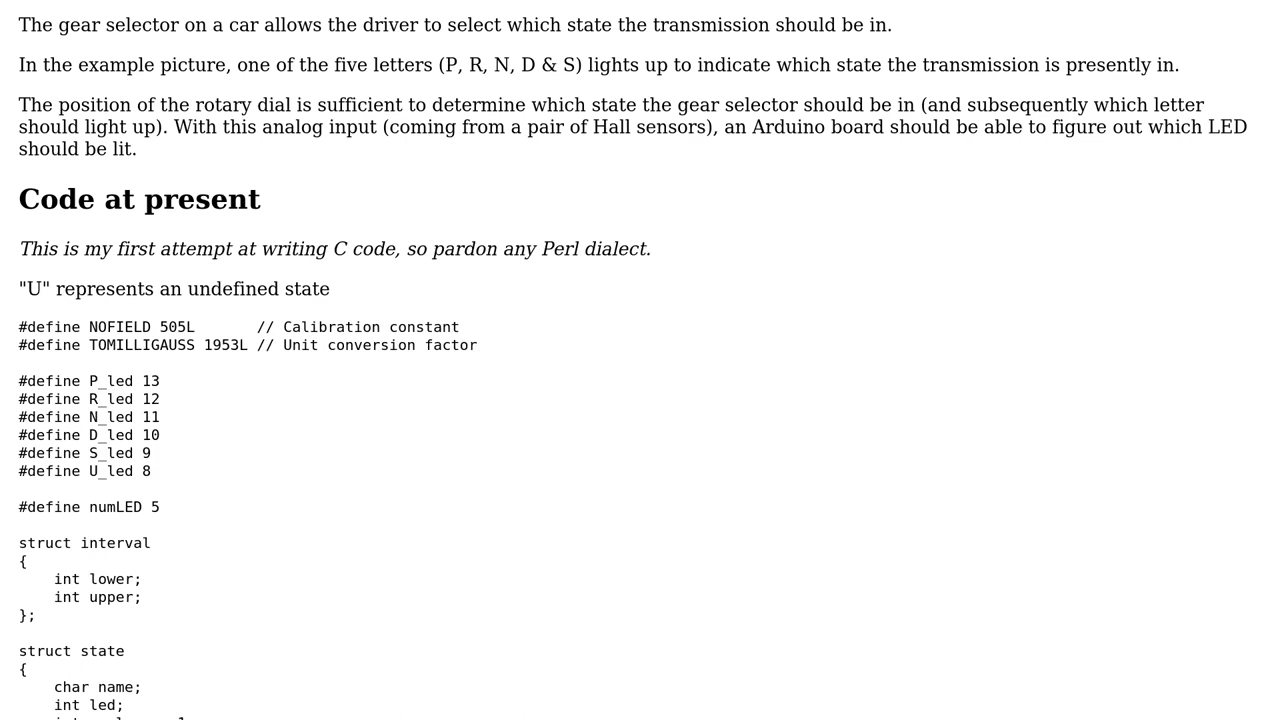 The gear selector on a car allows the driver to select which state the transmission should be in.
In the example picture, one of the five letters (P, R, N, D & S) lights up to indicate which state the transmission is presently in.
The position of the rotary dial is sufficient to determine which state the gear selector should be in (and subsequently which letter
should light up). With this analog input (coming from a pair of Hall sensors), an Arduino board should be able to figure out which LED
should be lit.
Code at present
This is my first attempt at writing C code, so pardon any Perl dialect.
"U" represents an undefined state
#define NOFIELD 505L       // Calibration constant
#define TOMILLIGAUSS 1953L // Unit conversion factor
#define P_led 13
#define R_led 12
#define N_led 11
#define D_led 10
#define S_led 9
#define U_led 8
#define numLED 5
struct interval
{
    int lower;
    int upper;
};
struct state
{
    char name;
    int led;